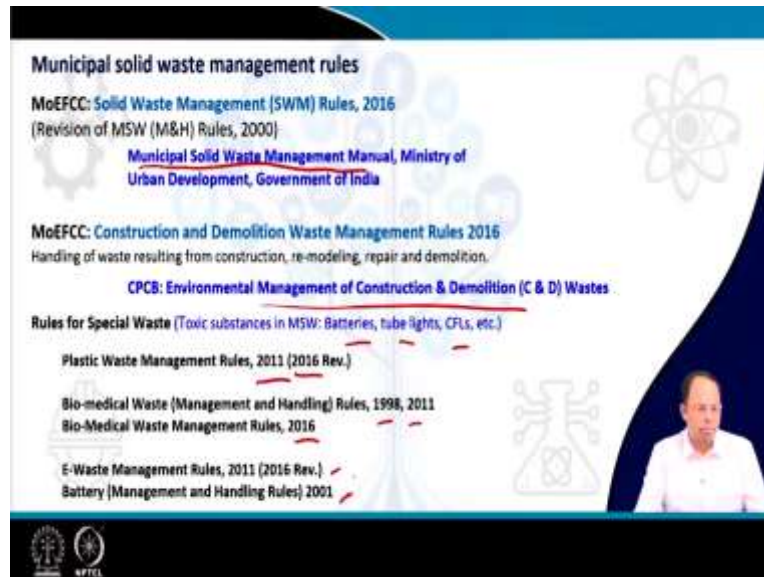 Municipal solid waste management rules
MoEFCC: Solid Waste Management (SWM) Rules, 2016
(Revision of MSW (M&H) Rules, 2000)
Municipal Solid Waste Management Manual, Ministry of
Urban Development, Government of India
MoEFCC: Construction and Demolition Waste Management Rules 2016
Handling of waste resulting from construction, re-modeling, repair and demolition.
CPCB: Environmental Management of Construction & Demolition (C & D) Wastes
Rules for Special Waste (Toxic substances in MSW: Batteries, tube lights, CFLs, etc.)
Plastic Waste Management Rules, 2011 (2016 Rev.)
Bio-medical Waste (Management and Handling) Rules, 1998, 2011
Bio-Medical Waste Management Rules, 2016
E-Waste Management Rules, 2011 (2016 Rev.)
Battery (Management and Handling Rules) 2001
NPTEL